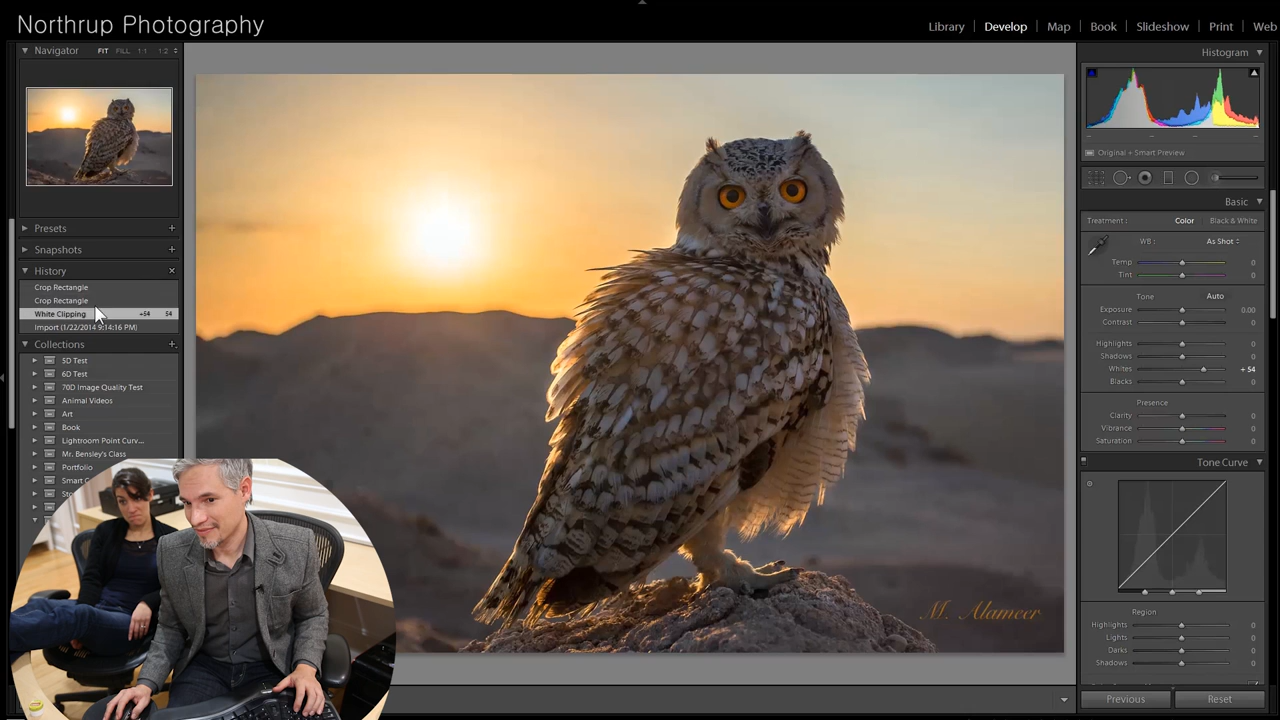 Northrup Photography
Library | Develop | Map | Book | Slideshow | Print | Web
Navigator FIT FILL 1:1 1:2
Presets
Snapshots
History
Crop Rectangle
Crop Rectangle
White Clipping +54 54
Import (1/22/2014 9:14:16 PM)
Collections
5D Test
6D Test
70D Image Quality Test
Animal Videos
Art
Book
Lightroom Point Curv...
Mr. Bensley's Class
Portfolio
Smart
M. Alameer
Histogram
Original + Smart Preview
Basic
Treatment: Color Black & White
WB: As Shot
Temp 0
Tint 0
Tone Auto
Exposure 0.00
Contrast 0
Highlights 0
Shadows 0
Whites + 54
Blacks 0
Presence
Clarity 0
Vibrance 0
Saturation 0
Tone Curve
Region
Highlights 0
Lights 0
Darks 0
Shadows 0
Previous Reset